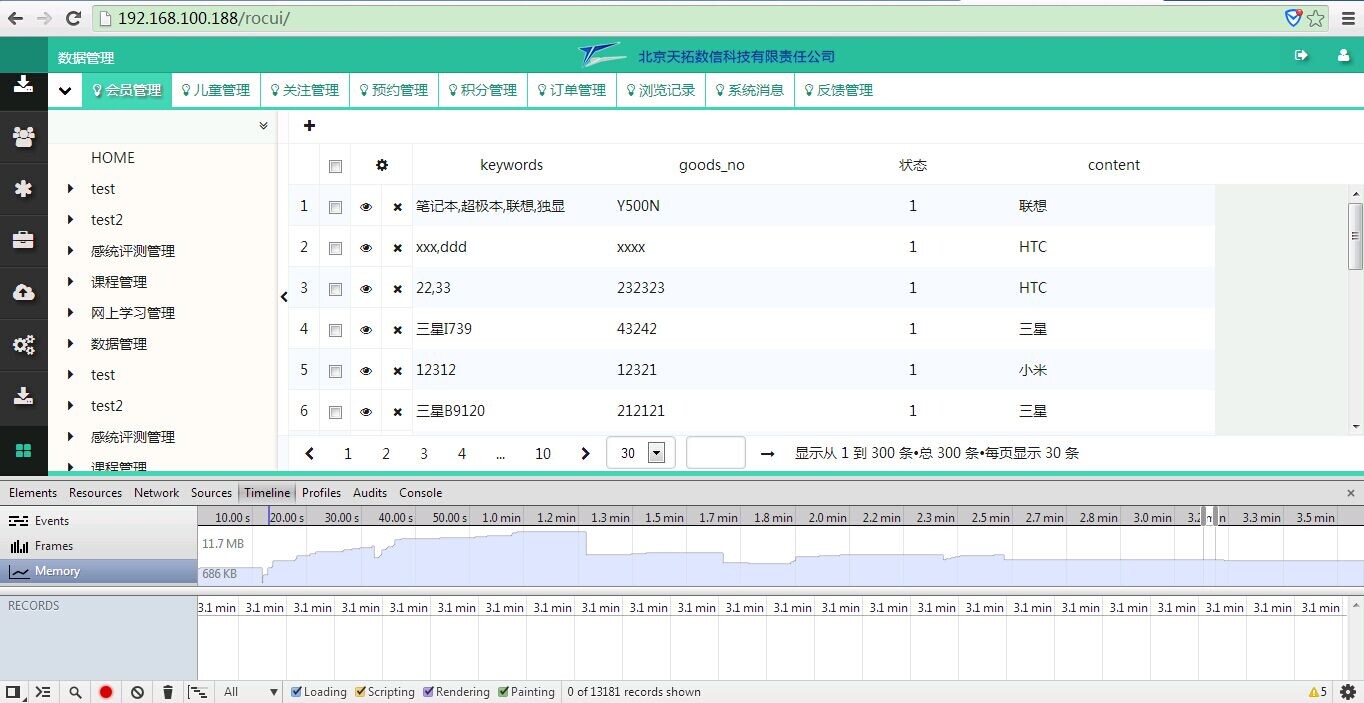 192.168.100.188/rocui/
数据管理
北京天拓数信科技有限责任公司
会员管理 儿童管理 关注管理 预约管理 积分管理 订单管理 浏览记录 系统消息 反馈管理
HOME
test
test2
感统评测管理
课程管理
网上学习管理
数据管理
test
test2
感统评测管理
课程管理
keywords goods_no 状态 content
1 笔记本,超极本,联想,独显 Y500N 1 联想
2 xxx,ddd xxxx 1 HTC
3 22,33 232323 1 HTC
4 三星I739 43242 1 三星
5 12312 12321 1 小米
6 三星B9120 212121 1 三星
1 2 3 4 ... 10 30 显示从 1 到 300 条•总 300 条•每页显示 30 条
Elements Resources Network Sources Timeline Profiles Audits Console
Events
Frames
Memory
10.00 s 20.00 s 30.00 s 40.00 s 50.00 s 1.0 min 1.2 min 1.3 min 1.5 min 1.7 min 1.8 min 2.0 min 2.2 min 2.3 min 2.5 min 2.7 min 2.8 min 3.0 min 3.3 min 3.5 min
11.7 MB
686 KB
RECORDS
3.1 min 3.1 min 3.1 min 3.1 min 3.1 min 3.1 min 3.1 min 3.1 min 3.1 min 3.1 min 3.1 min 3.1 min 3.1 min 3.1 min 3.1 min 3.1 min 3.1 min 3.1 min 3.1 min 3.1 min 3.1 min 3.1 min 3.1 min 3.1 min
All Loading Scripting Rendering Painting 0 of 13181 records shown 5